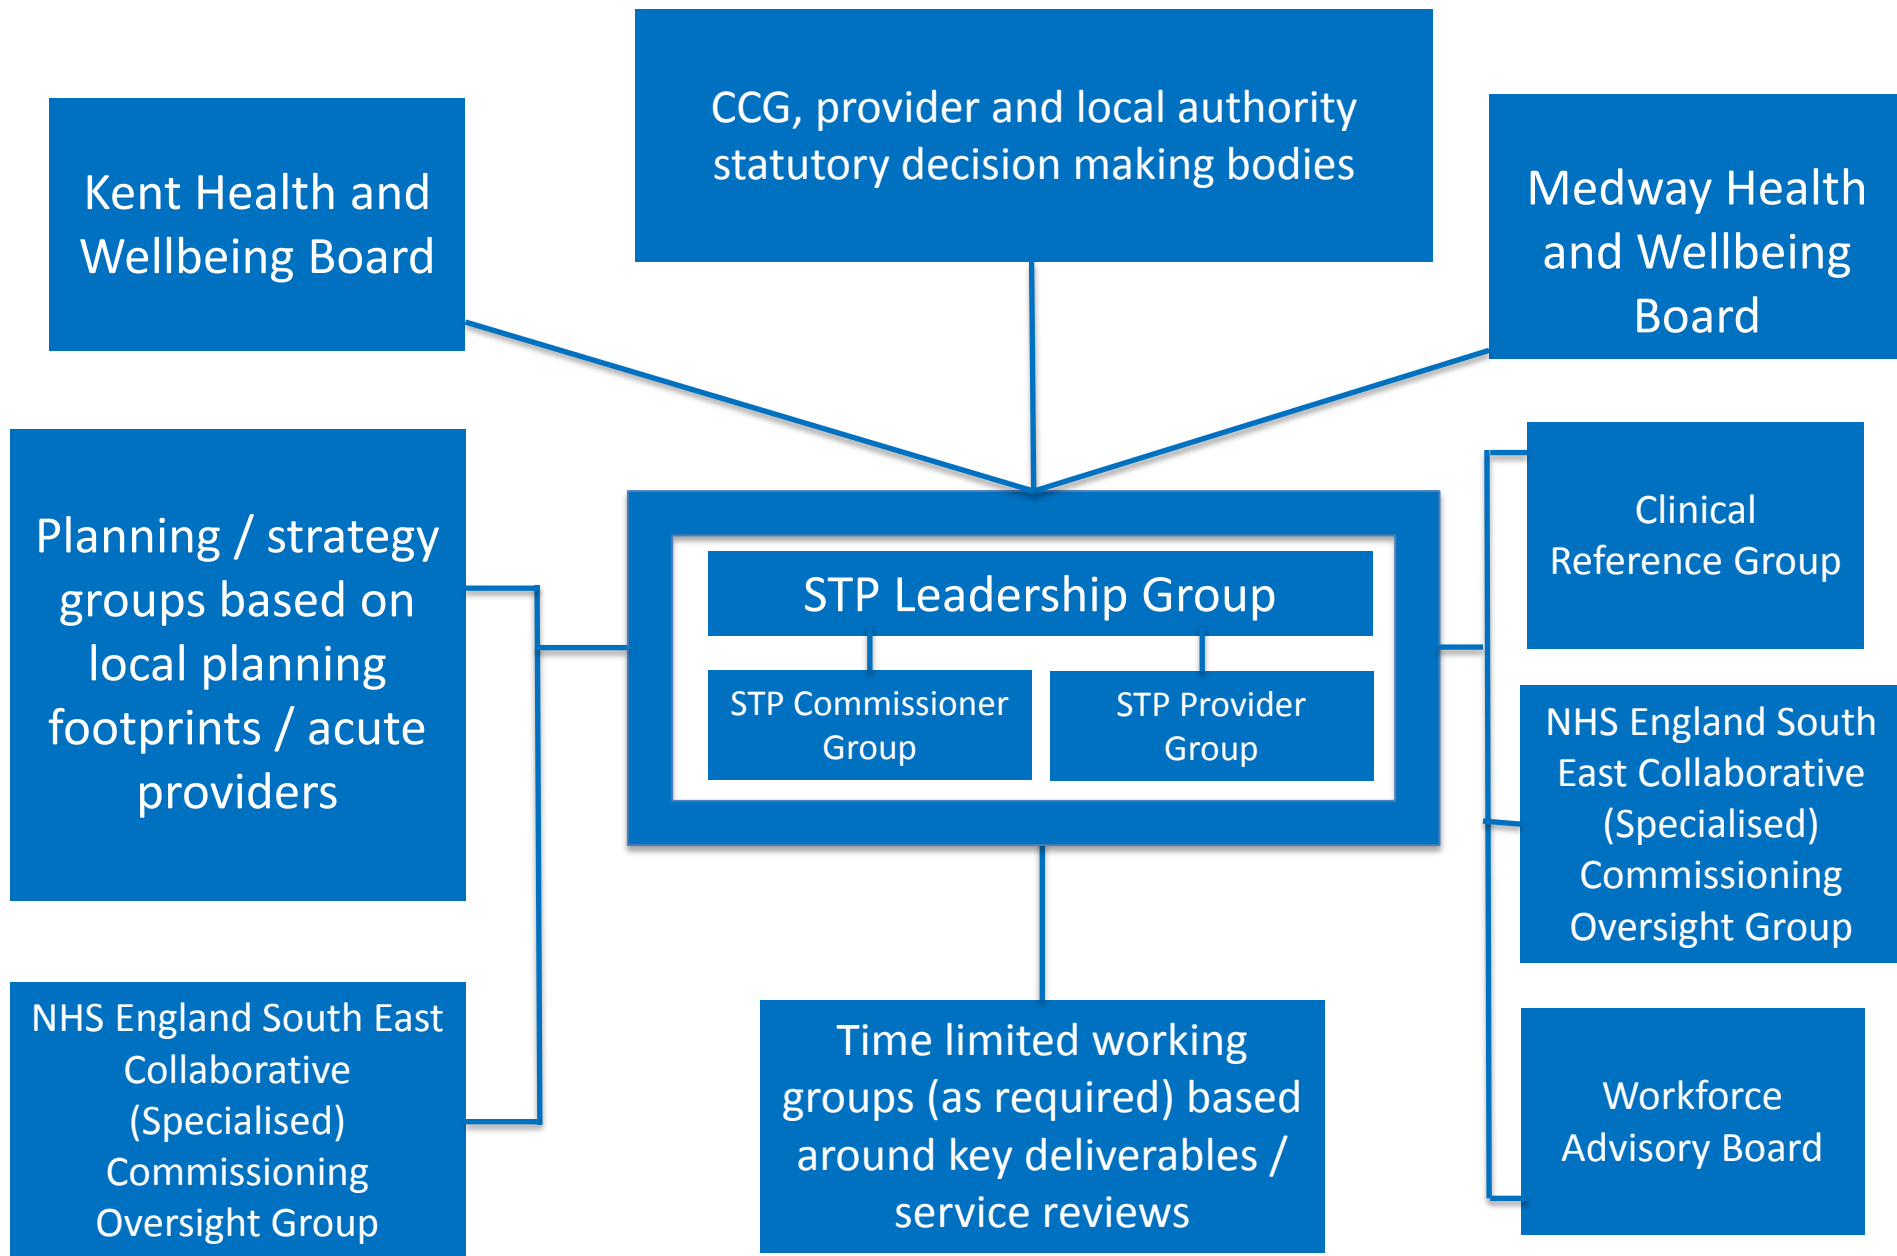 CCG, provider and local authority
statutory decision making bodies
Kent Health and
Wellbeing Board
Medway Health
and Wellbeing
Board
Planning / strategy
groups based on
local planning
footprints / acute
providers
STP Leadership Group
STP Commissioner
Group
STP Provider
Group
Clinical
Reference Group
NHS England South
East Collaborative
(Specialised)
Commissioning
Oversight Group
NHS England South East
Collaborative
(Specialised)
Commissioning
Oversight Group
Time limited working
groups (as required) based
around key deliverables /
service reviews
Workforce
Advisory Board